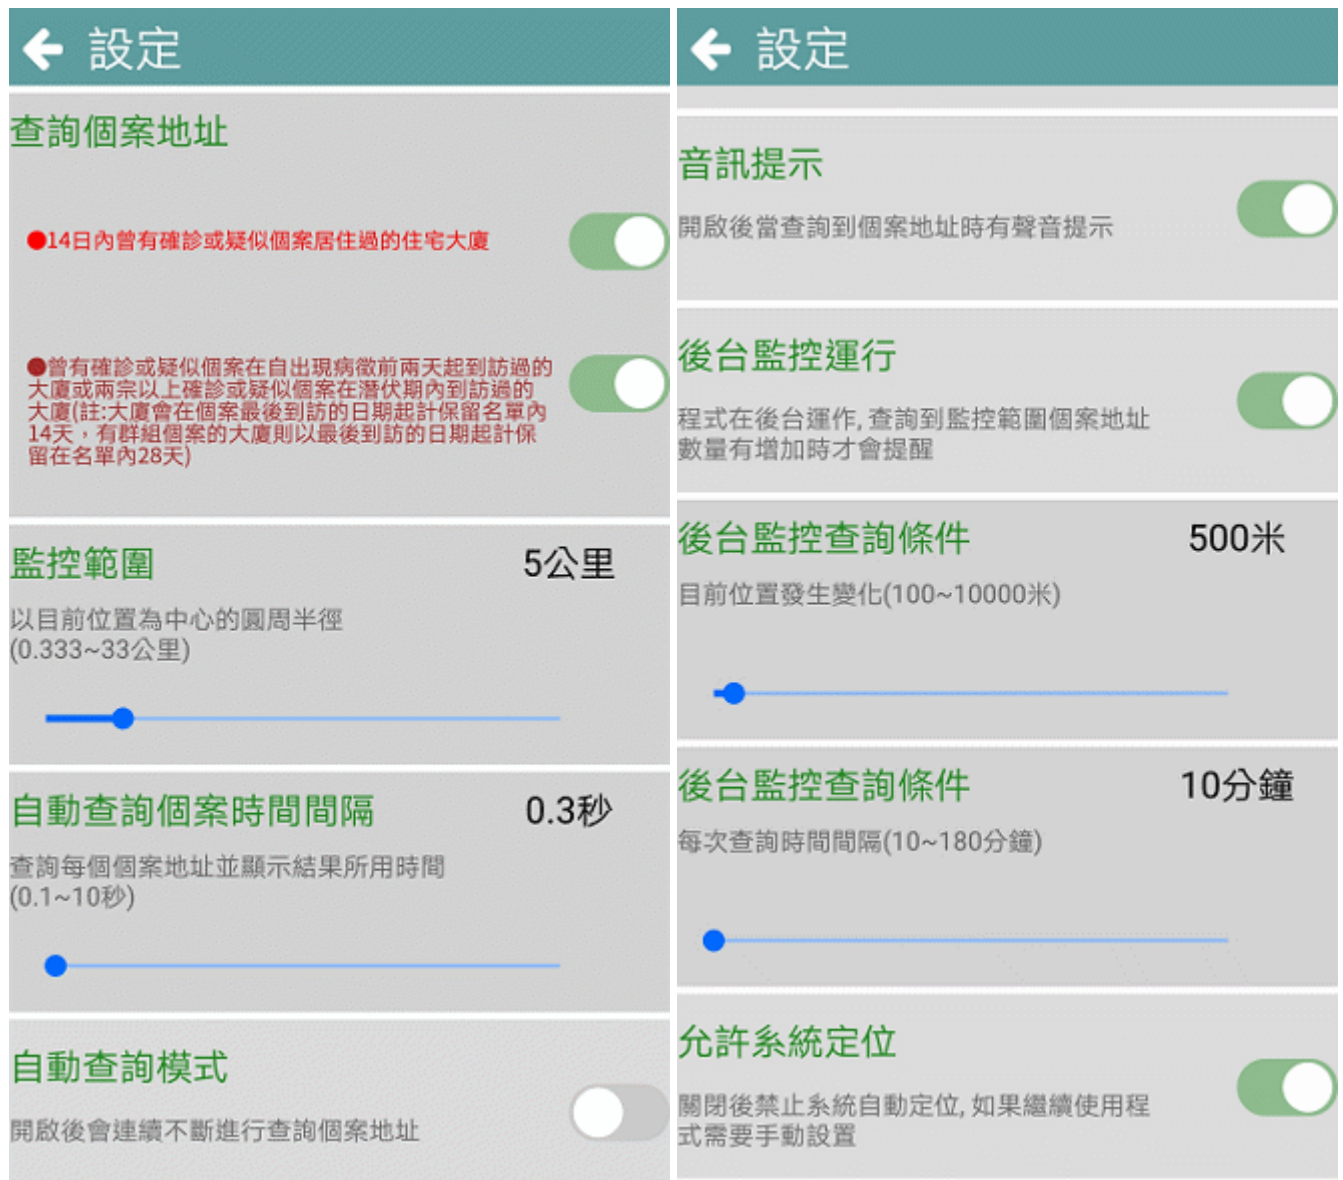 設定
查詢個案地址
●14日內曾有確診或疑似個案居住過的住宅大廈
●曾有確診或疑似個案在自出現病徵前兩天起到訪過的
大廈或兩宗以上確診或疑似個案在潛伏期內到訪過的
大廈(註:大廈會在個案最後到訪的日期起計保留名單內
14天，有群組個案的大廈則以最後到訪的日期起計保
留在名單內28天)
監控範圍 5公里
以目前位置為中心的圓周半徑
(0.333~33公里)
自動查詢個案時間間隔 0.3秒
查詢每個個案地址並顯示結果所用時間
(0.1~10秒)
自動查詢模式
開啟後會連續不斷進行查詢個案地址
設定
音訊提示
開啟後當查詢到個案地址時有聲音提示
後台監控運行
程式在後台運作, 查詢到監控範圍個案地址
數量有增加時才會提醒
後台監控查詢條件 500米
目前位置發生變化(100~10000米)
後台監控查詢條件 10分鐘
每次查詢時間間隔(10~180分鐘)
允許系統定位
關閉後禁止系統自動定位, 如果繼續使用程
式需要手動設置